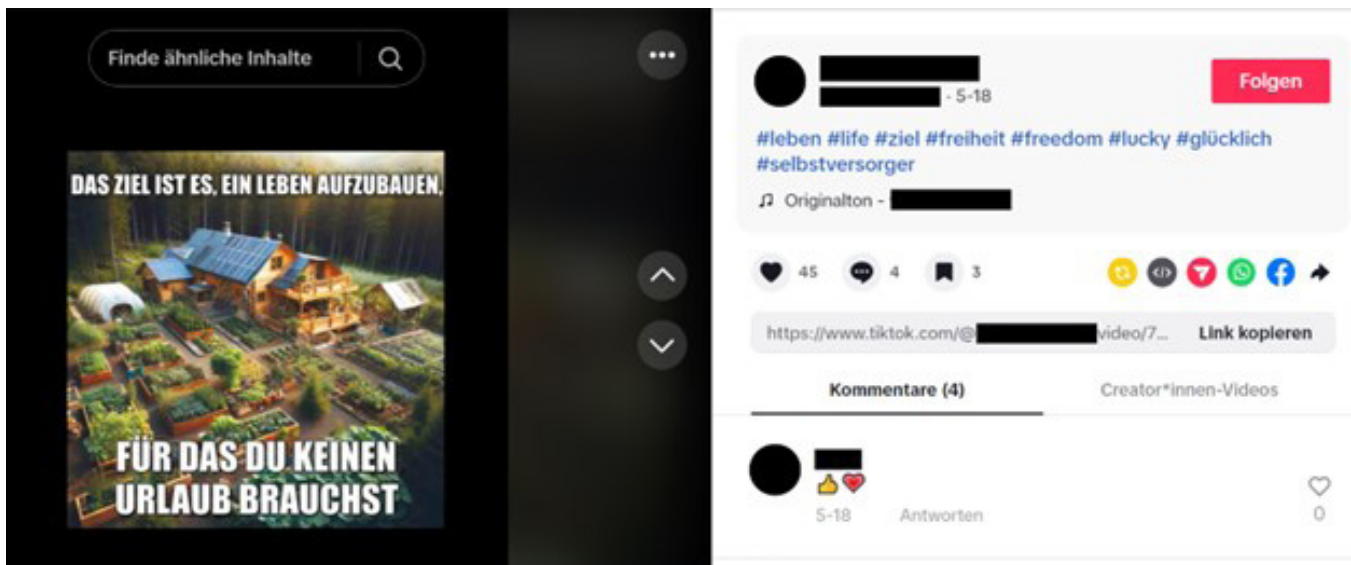 Finde ähnliche Inhalte
DAS ZIEL IST ES, EIN LEBEN AUFZUBAUEN,
FÜR DAS DU KEINEN
URLAUB BRAUCHST
· 5-18
Folgen
#leben #life #ziel #freiheit #freedom #lucky #glücklich
#selbstversorger
Originalton -
45 4 3
https://www.tiktok.com/@ video/7... Link kopieren
Kommentare (4) Creator*innen-Videos
👍❤️
5-18 Antworten 0